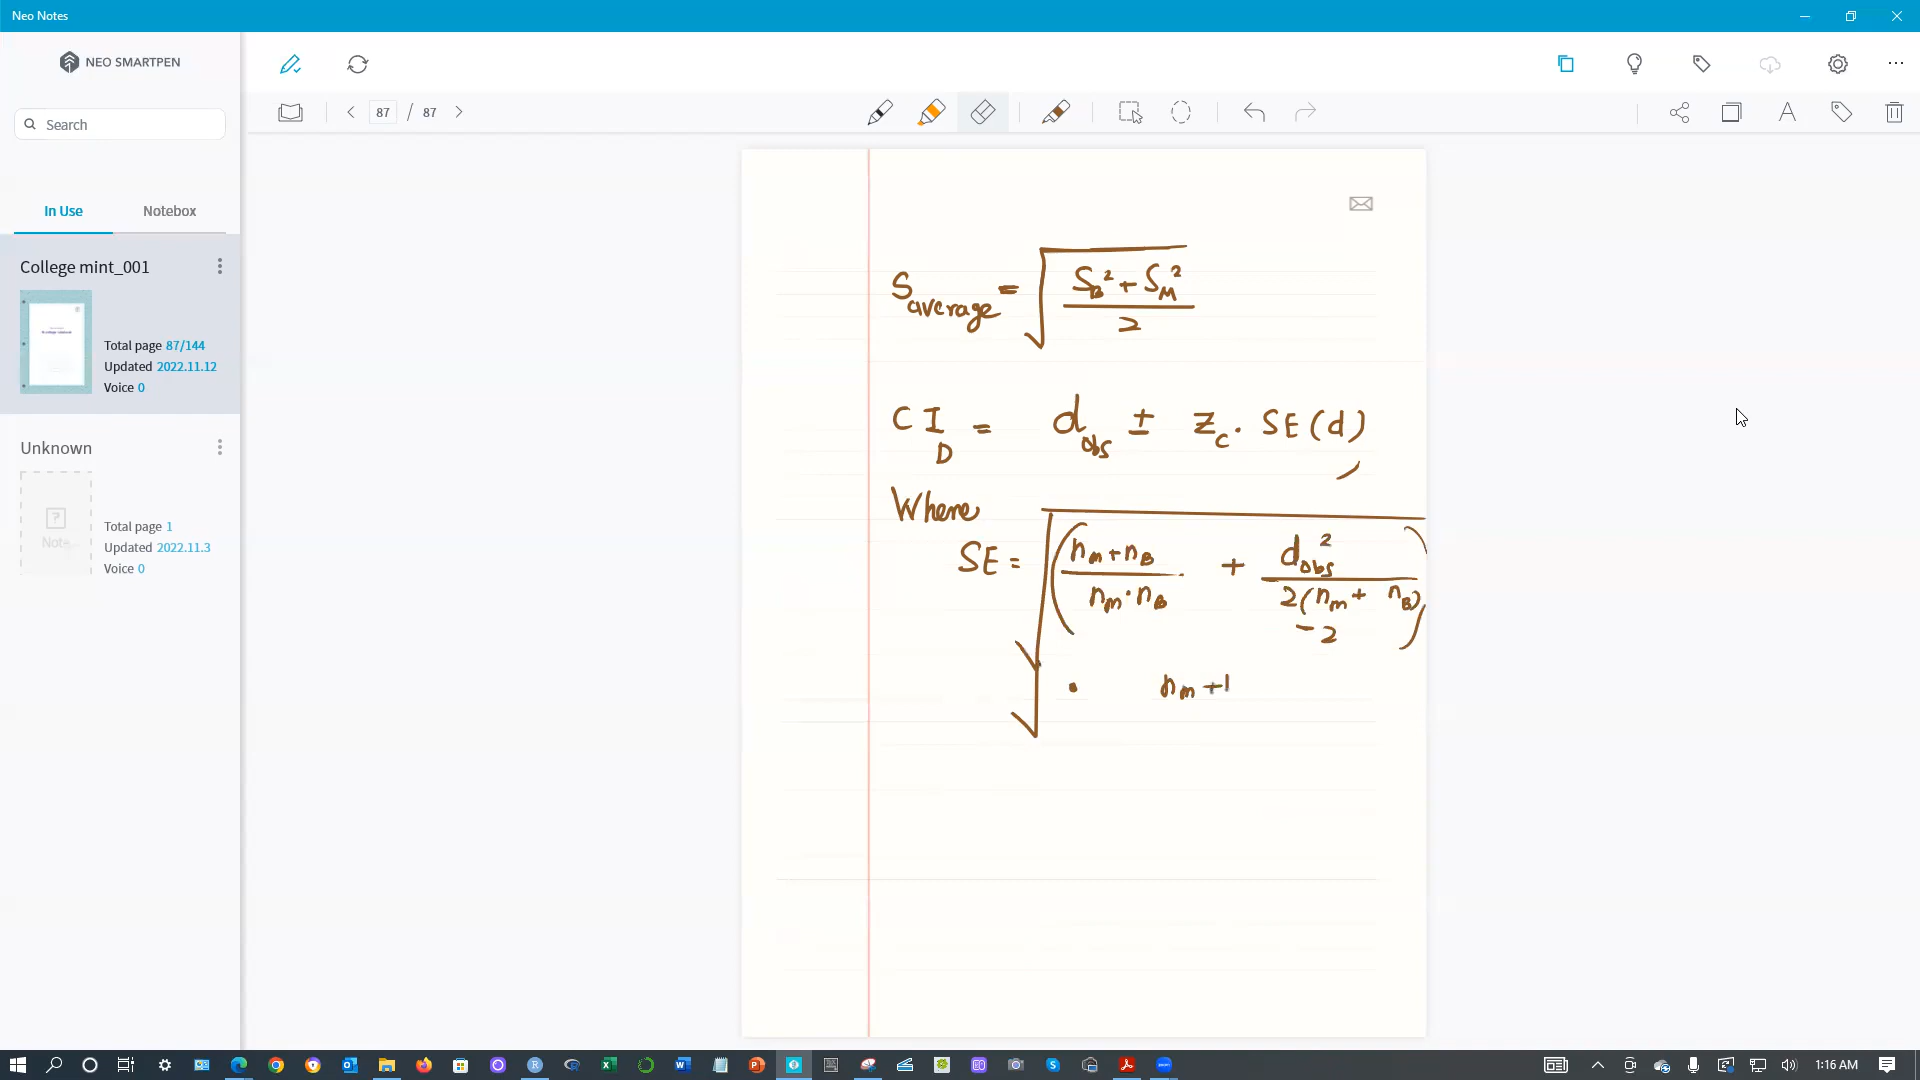 Neo Notes
NEO SMARTPEN
Search
87 / 87
In Use Notebox
College mint_001
Total page 87/144
Updated 2022.11.12
Voice 0
Unknown
Note
Total page 1
Updated 2022.11.3
Voice 0
S_average = √((S_B² + S_M²) / 2)
CI_D = d_obs ± Z_c . SE(d)
,
Where
SE = √(((n_m + n_B) / (n_m · n_B) + d_obs² / (2(n_m + n_B) - 2))
· n_m + 1
1:16 AM